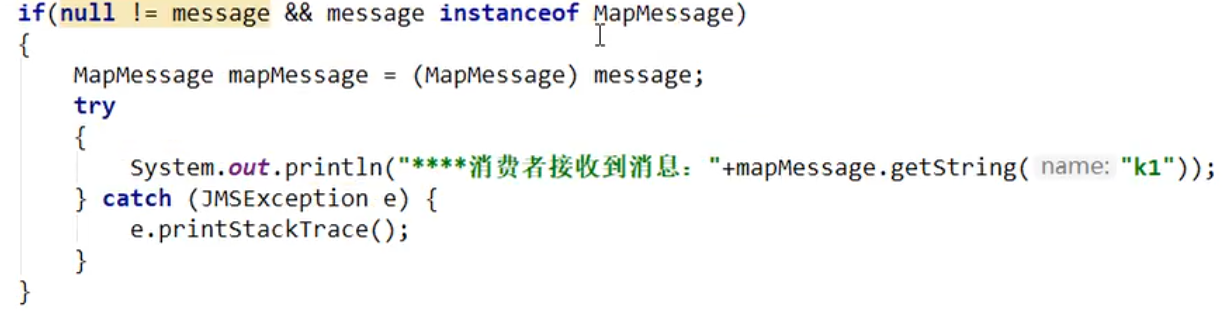 if(null != message && message instanceof MapMessage)
{
MapMessage mapMessage = (MapMessage) message;
try
{
System.out.println("****消费者接收到消息："+mapMessage.getString( name: "k1"));
} catch (JMSException e) {
e.printStackTrace();
}
}